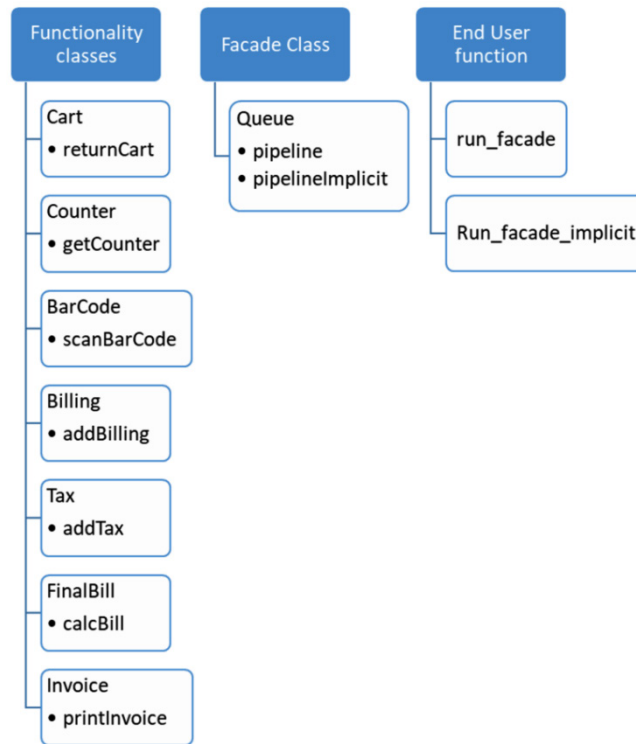 Functionality
classes
Cart
• returnCart
Counter
• getCounter
BarCode
• scanBarCode
Billing
• addBilling
Tax
• addTax
FinalBill
• calcBill
Invoice
• printInvoice
Facade Class
Queue
• pipeline
• pipelineImplicit
End User
function
run_facade
Run_facade_implicit